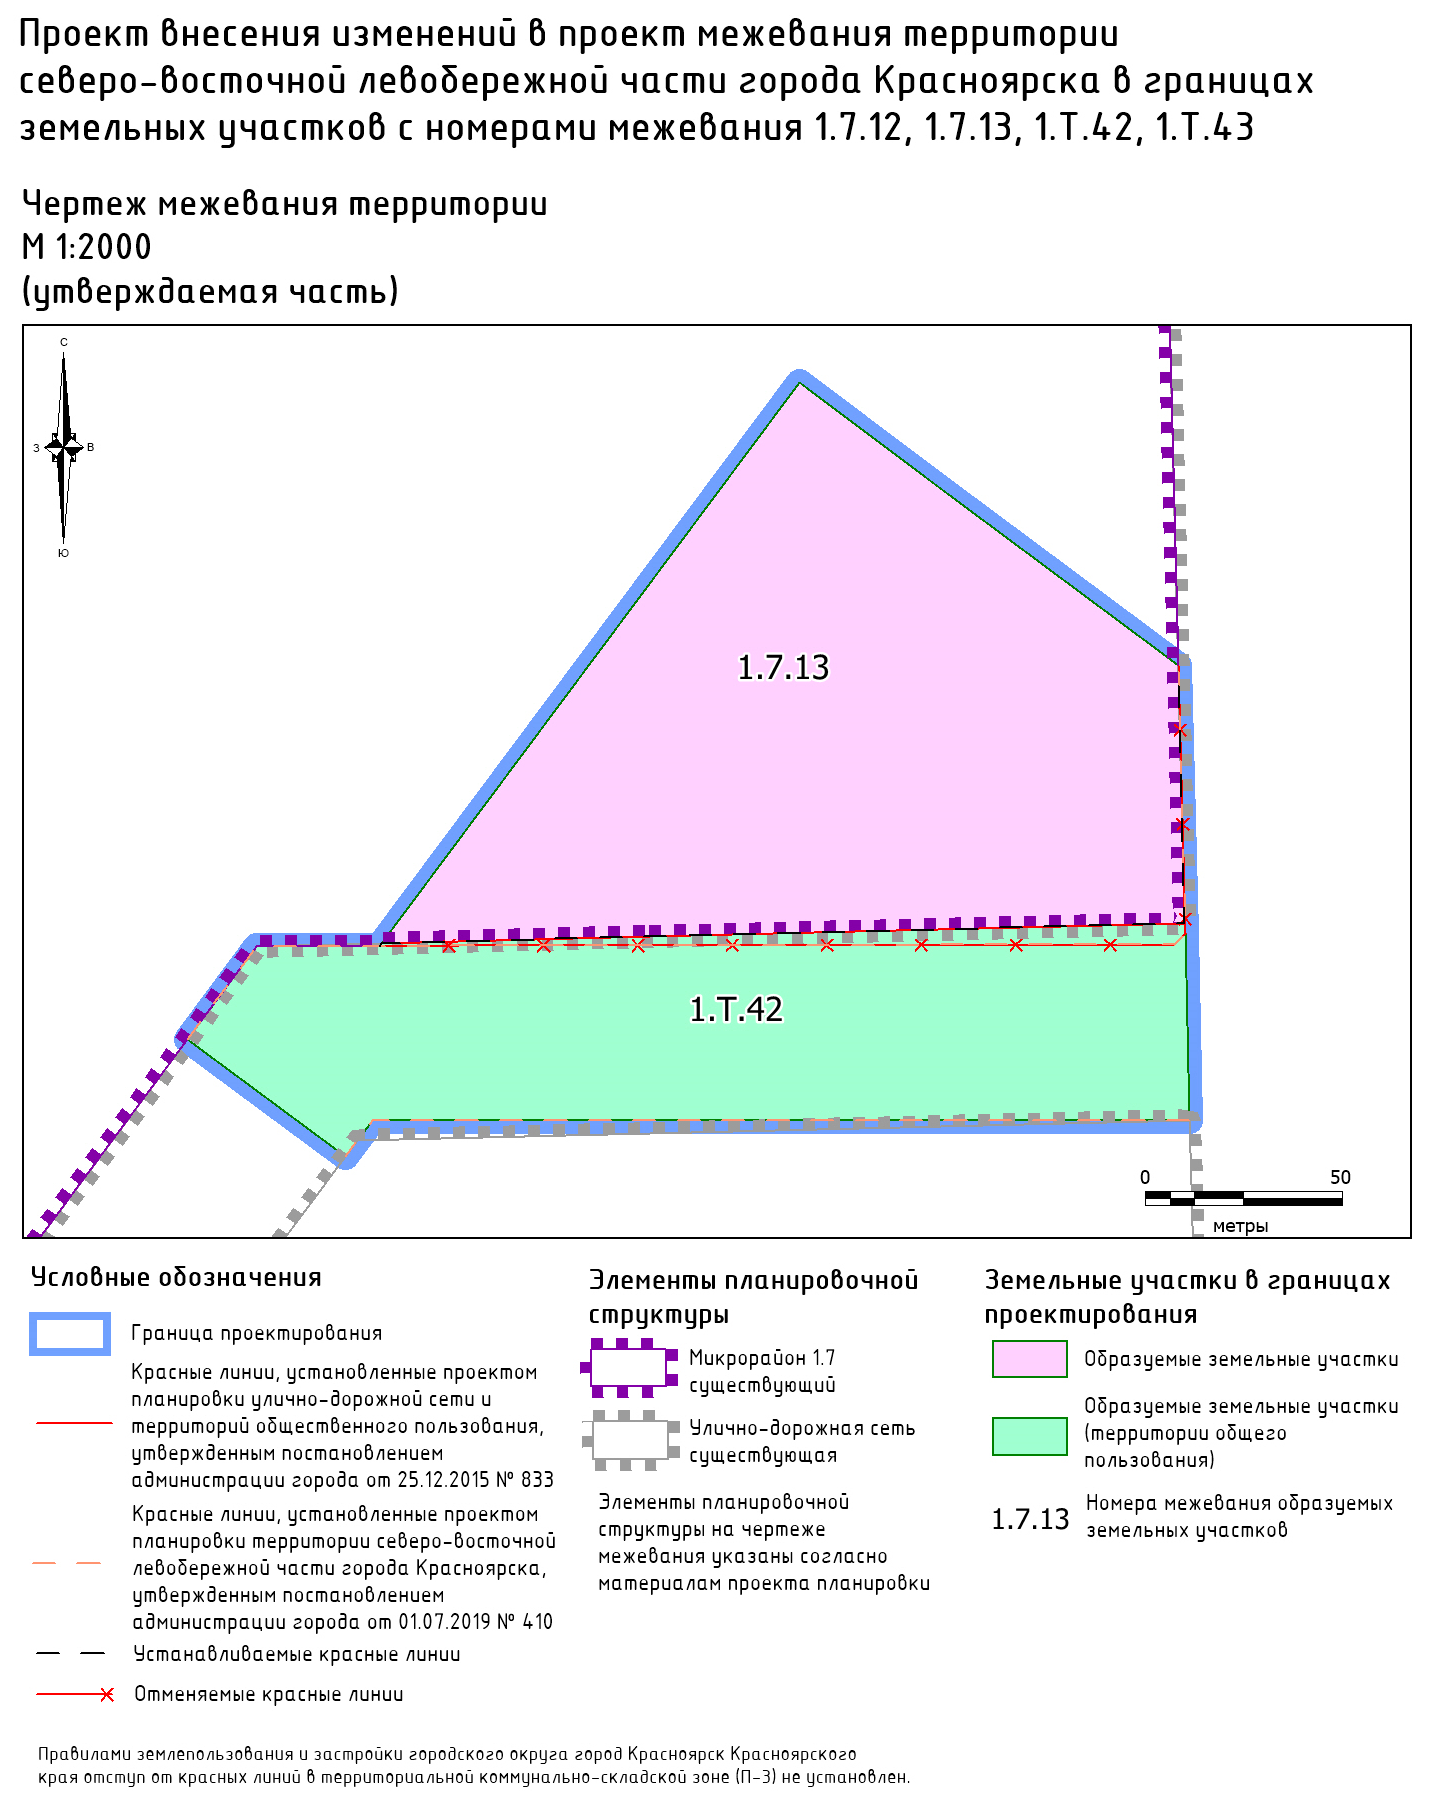 Проект внесения изменений в проект межевания территории
северо-восточной левобережной части города Красноярска в границах
земельных участков с номерами межевания 1.7.12, 1.7.13, 1.Т.42, 1.Т.43
Чертеж межевания территории
М 1:2000
(утверждаемая часть)
С
З
В
Ю
1.7.13
1.Т.42
0
50
метры
Условные обозначения
Граница проектирования
Красные линии, установленные проектом
планировки улично-дорожной сети и
территорий общественного пользования,
утвержденным постановлением
администрации города от 25.12.2015 № 833
Красные линии, установленные проектом
планировки территории северо-восточной
левобережной части города Красноярска,
утвержденным постановлением
администрации города от 01.07.2019 № 410
Устанавливаемые красные линии
Отменяемые красные линии
Элементы планировочной
структуры
Микрорайон 1.7
существующий
Улично-дорожная сеть
существующая
Элементы планировочной
структуры на чертеже
межевания указаны согласно
материалам проекта планировки
Земельные участки в границах
проектирования
Образуемые земельные участки
Образуемые земельные участки
(территории общего
пользования)
1.7.13
Номера межевания образуемых
земельных участков
Правилами землепользования и застройки городского округа город Красноярск Красноярского
края отступ от красных линий в территориальной коммунально-складской зоне (П-3) не установлен.